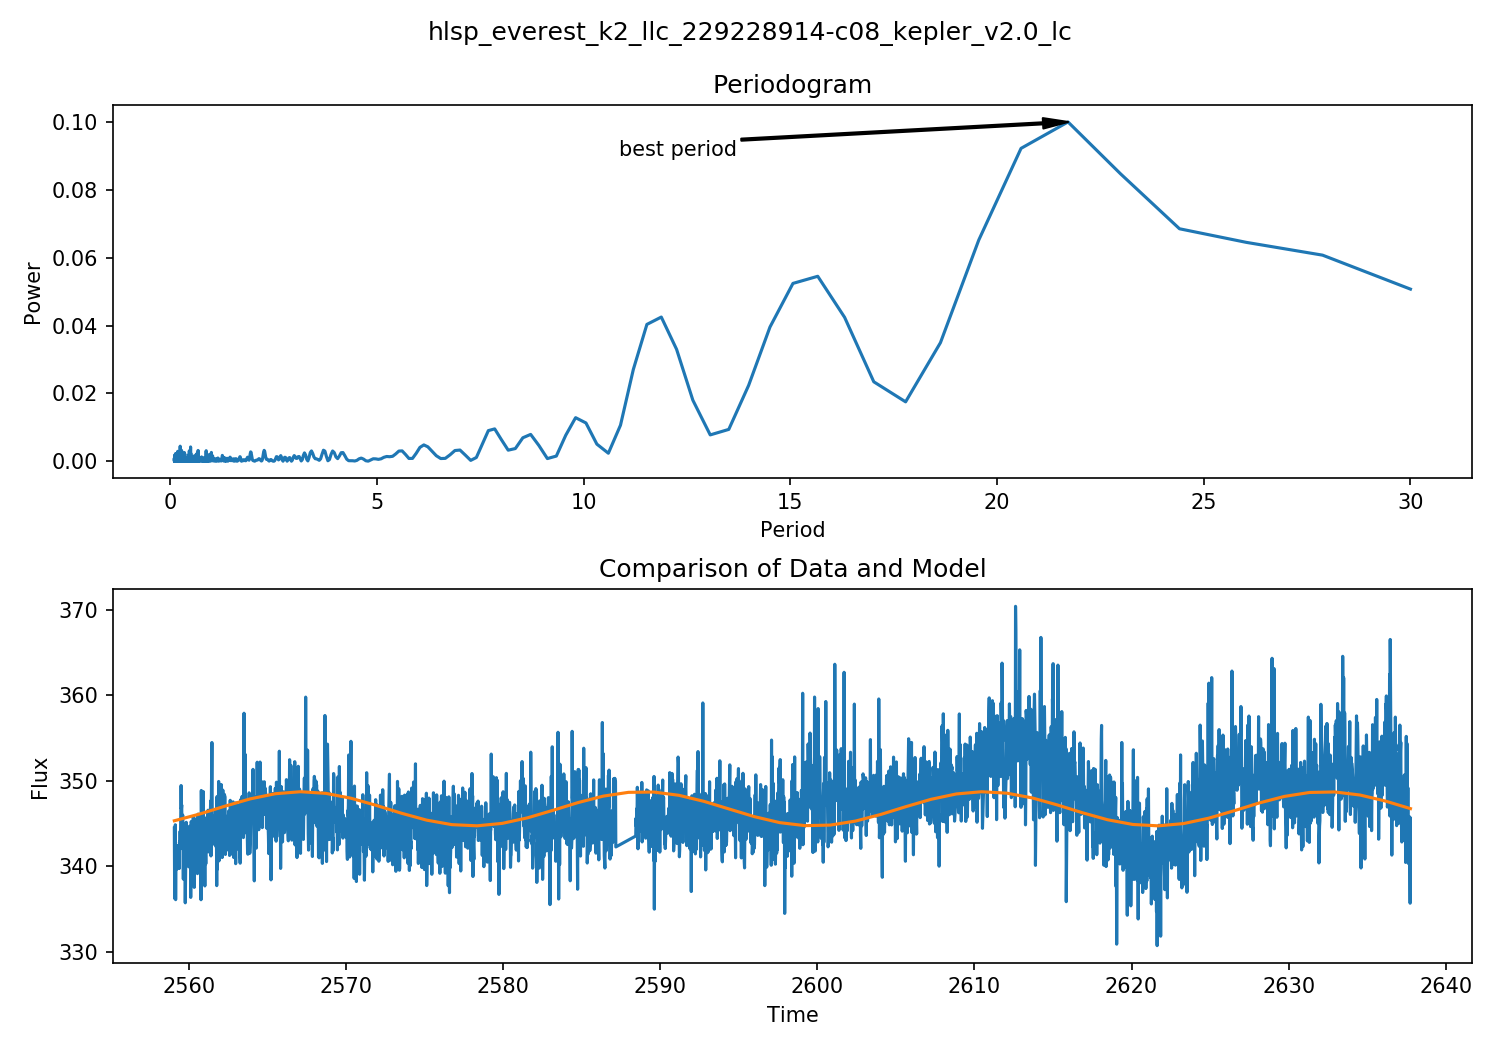 hlsp_everest_k2_llc_229228914-c08_kepler_v2.0_lc
Periodogram
0.10
0.08
0.06
0.04
0.02
0.00
Power
best period
0 5 10 15 20 25 30
Period
Comparison of Data and Model
370
360
350
340
330
Flux
2560 2570 2580 2590 2600 2610 2620 2630 2640
Time